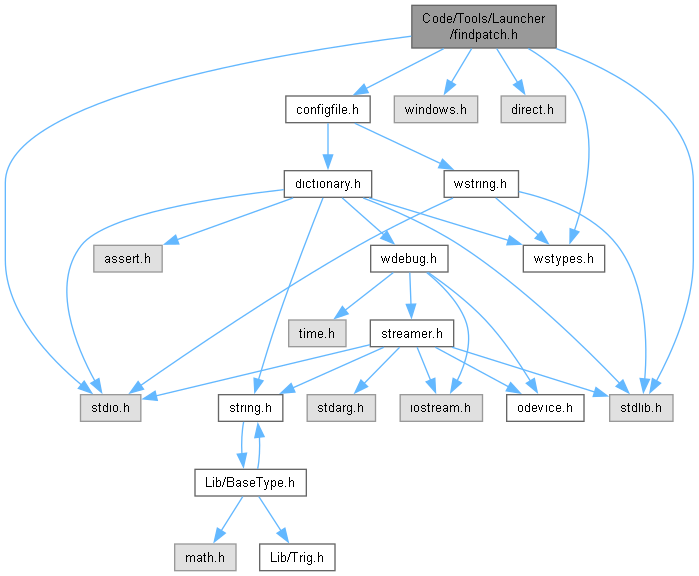 Code/Tools/Launcher
/findpatch.h
configfile.h
windows.h
direct.h
dictionary.h
wstring.h
assert.h
wdebug.h
wstypes.h
time.h
streamer.h
stdio.h
string.h
stdarg.h
iostream.h
odevice.h
stdlib.h
Lib/BaseType.h
math.h
Lib/Trig.h